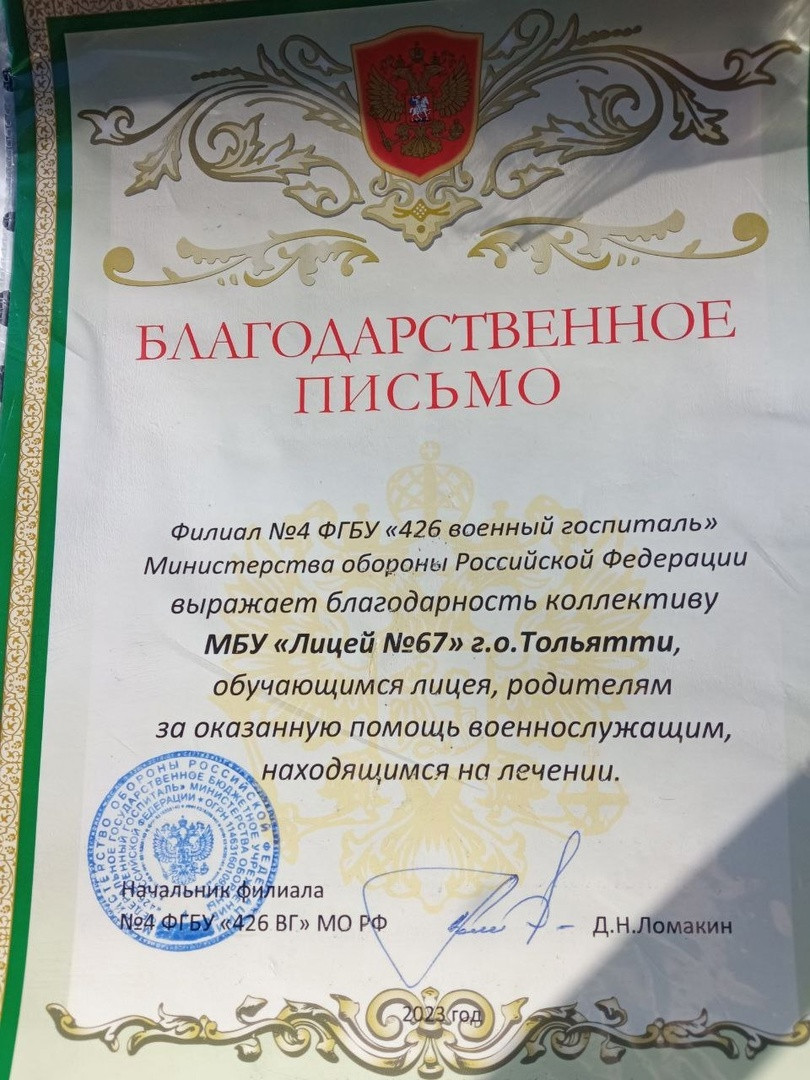 БЛАГОДАРСТВЕННОЕ
ПИСЬМО
Филиал №4 ФГБУ «426 военный госпиталь»
Министерства обороны Российской Федерации
выражает благодарность коллективу
МБУ «Лицей №67» г.о.Тольятти,
обучающимся лицея, родителям
за оказанную помощь военнослужащим,
находящимся на лечении.
Начальник филиала
№4 ФГБУ «426 ВГ» МО РФ
Д.Н.Ломакин
2023 год